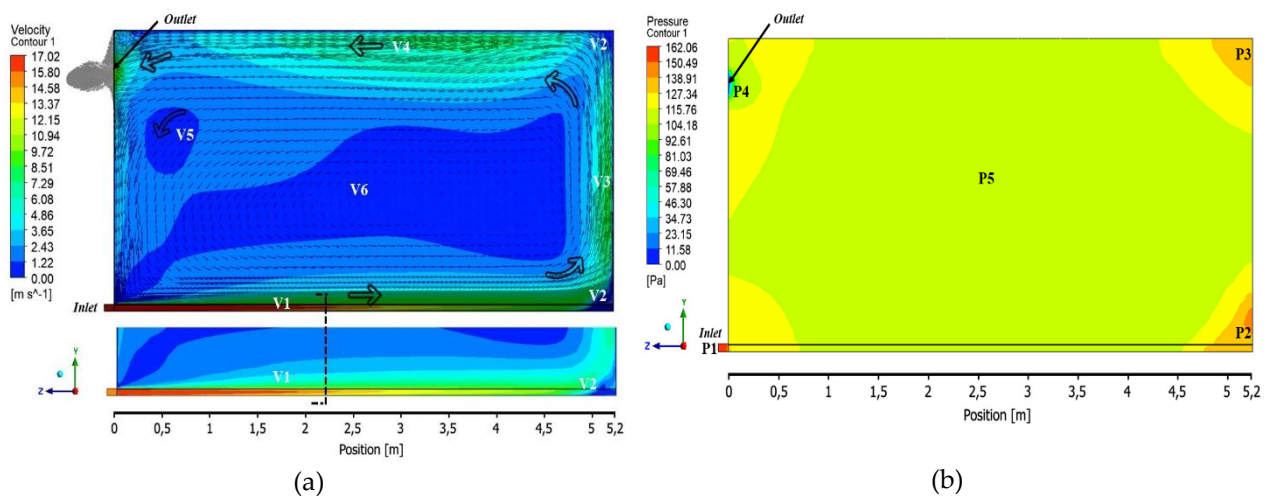 Velocity
Contour 1
17.02
15.80
14.59
13.37
12.16
10.94
9.72
8.51
7.29
6.08
4.86
3.65
2.43
1.22
0.00
[m s^-1]
Outlet
V4
V2
V5
V3
V6
Inlet
V1
V2
V1
V2
Y
Z
0 0,5 1 1,5 2 2,5 3 3,5 4 4,5 5 5,2
Position [m]
(a)
Pressure
Contour 1
162.06
150.49
138.91
127.33
115.76
104.18
92.61
81.03
69.46
57.88
46.30
34.73
23.15
11.58
0.00
[Pa]
Outlet
P3
P4
P5
Inlet
P1
P2
Y
Z
0 0,5 1 1,5 2 2,5 3 3,5 4 4,5 5,2
Position [m]
(b)